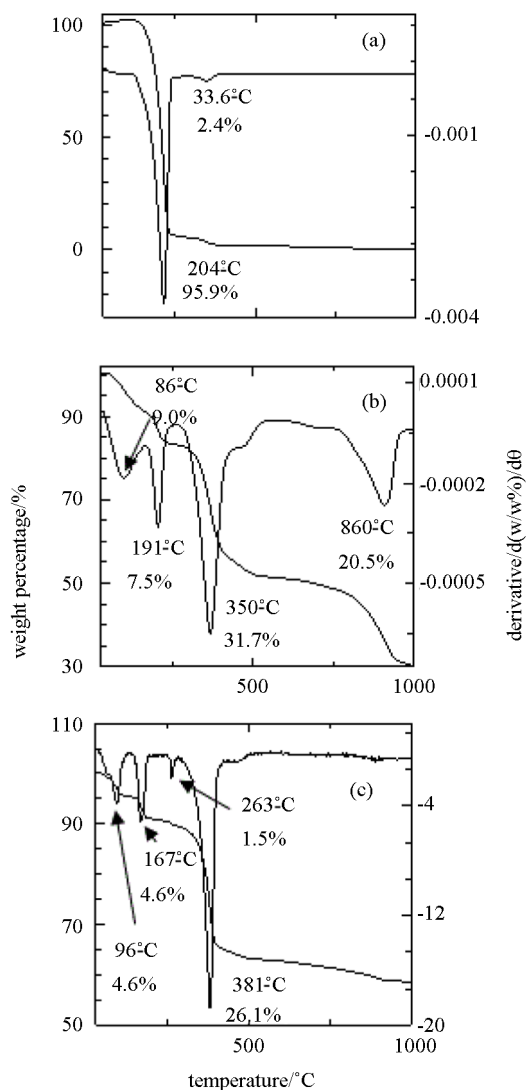 (a)
100
50
0
33.6°C
2.4%
-0.001
204°C
95.9%
-0.004
(b)
86°C
9.0%
90
70
50
30
0.0001
-0.0002
-0.0005
191°C
7.5%
860°C
20.5%
350°C
31.7%
500
1000
weight percentage/%
derivative/d(w/w%)/dθ
(c)
110
90
70
50
-4
-12
-20
263°C
1.5%
167°C
4.6%
96°C
4.6%
381°C
26.1%
500
1000
temperature/°C